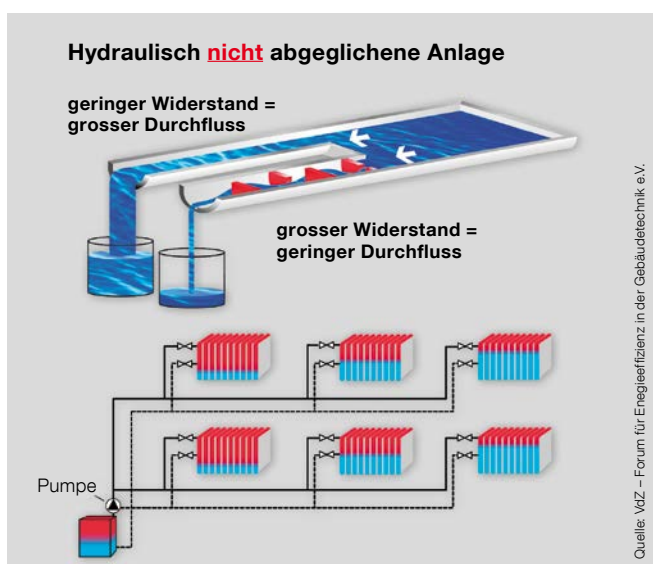 Hydraulisch nicht abgeglichene Anlage
geringer Widerstand =
grosser Durchfluss
grosser Widerstand =
geringer Durchfluss
Pumpe
Quelle: VdZ – Forum für Enegieeffizienz in der Gebäudetechnik e.V.